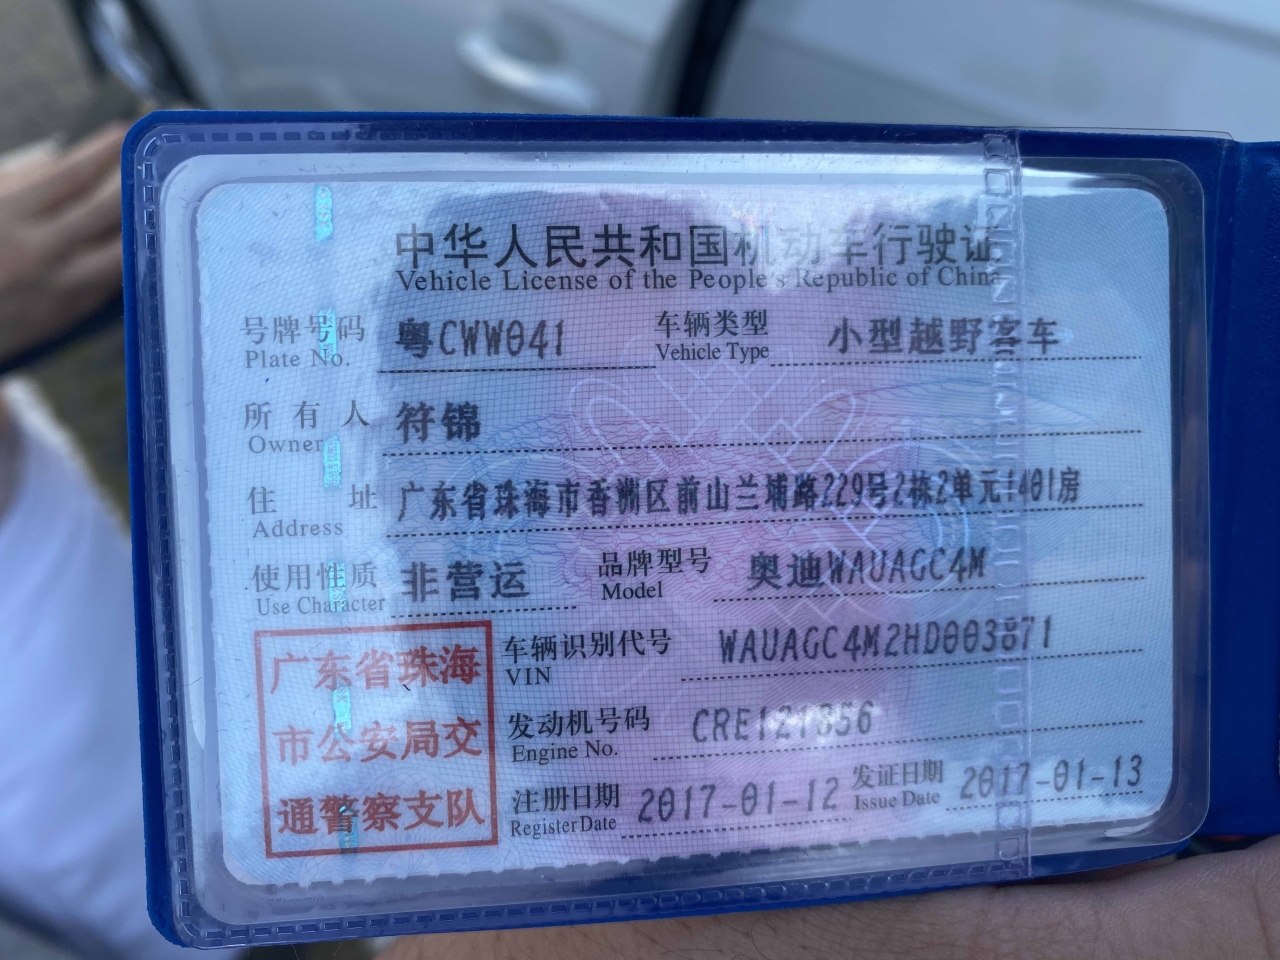 中华人民共和国机动车行驶证
Vehicle License of the People's Republic of China
号牌号码 粤CWW041 车辆类型 小型越野客车
Plate No. Vehicle Type
所有人 符锦
Owner
住址 广东省珠海市香洲区前山兰埔路229号2栋2单元1401房
Address
使用性质 非营运 品牌型号 奥迪WAUAGC4M
Use Character Model
广东省珠海
市公安局交
通警察支队
车辆识别代号 WAUAGC4M2HD003871
VIN
发动机号码 CRE121856
Engine No.
注册日期 2017-01-12 发证日期 2017-01-13
Register Date Issue Date